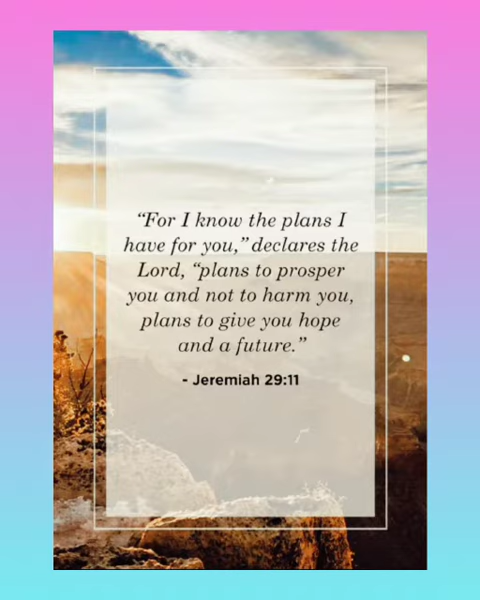 “For I know the plans I
have for you,” declares the
Lord, “plans to prosper
you and not to harm you,
plans to give you hope
and a future.”
- Jeremiah 29:11